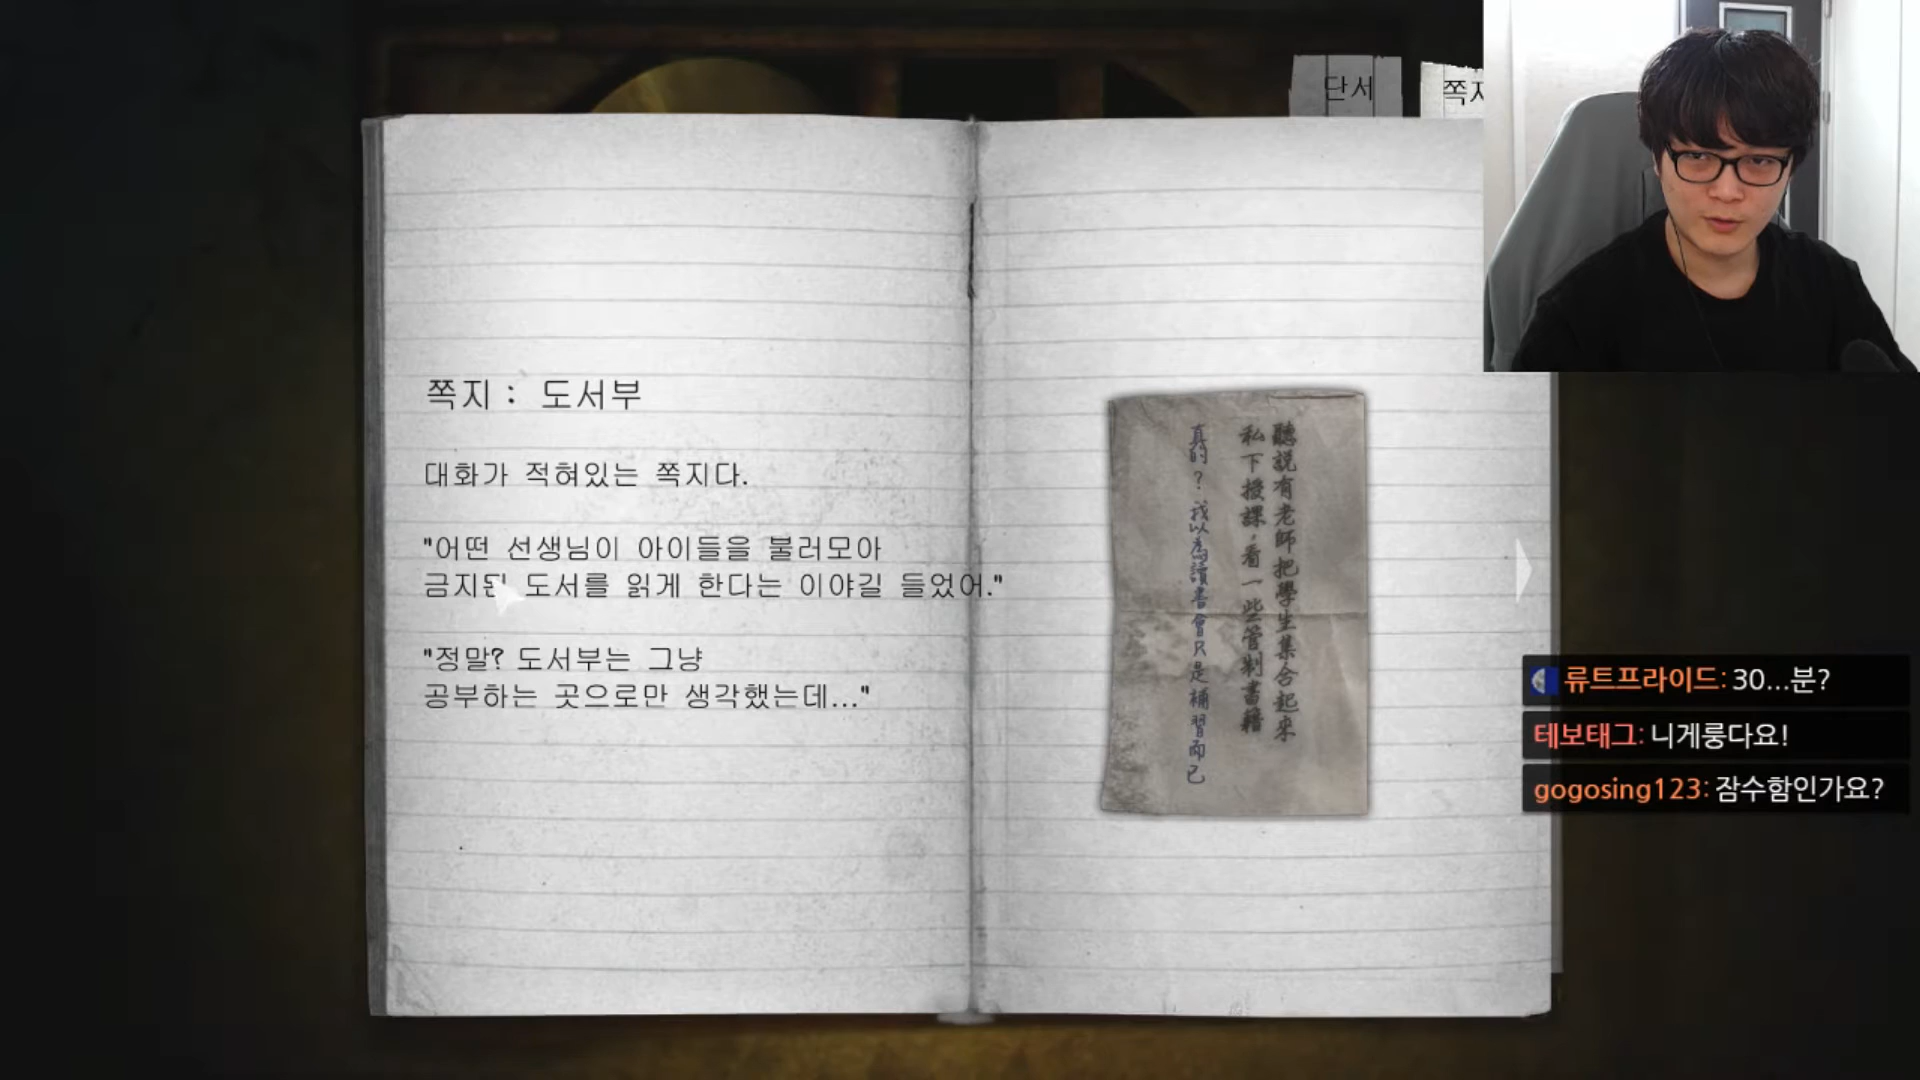 단서
쪽지
쪽지 : 도서부
대화가 적혀있는 쪽지다.
"어떤 선생님이 아이들을 불러모아
금지된 도서를 읽게 한다는 이야길 들었어."
"정말? 도서부는 그냥
공부하는 곳으로만 생각했는데..."
聽說有老師把學生集合起來
私下授課，看一些管制書籍
真的？我以為讀書會只是補習而已
류트프라이드: 30...분?
테보태그: 니게룽다요!
gogosing123: 잠수함인가요?